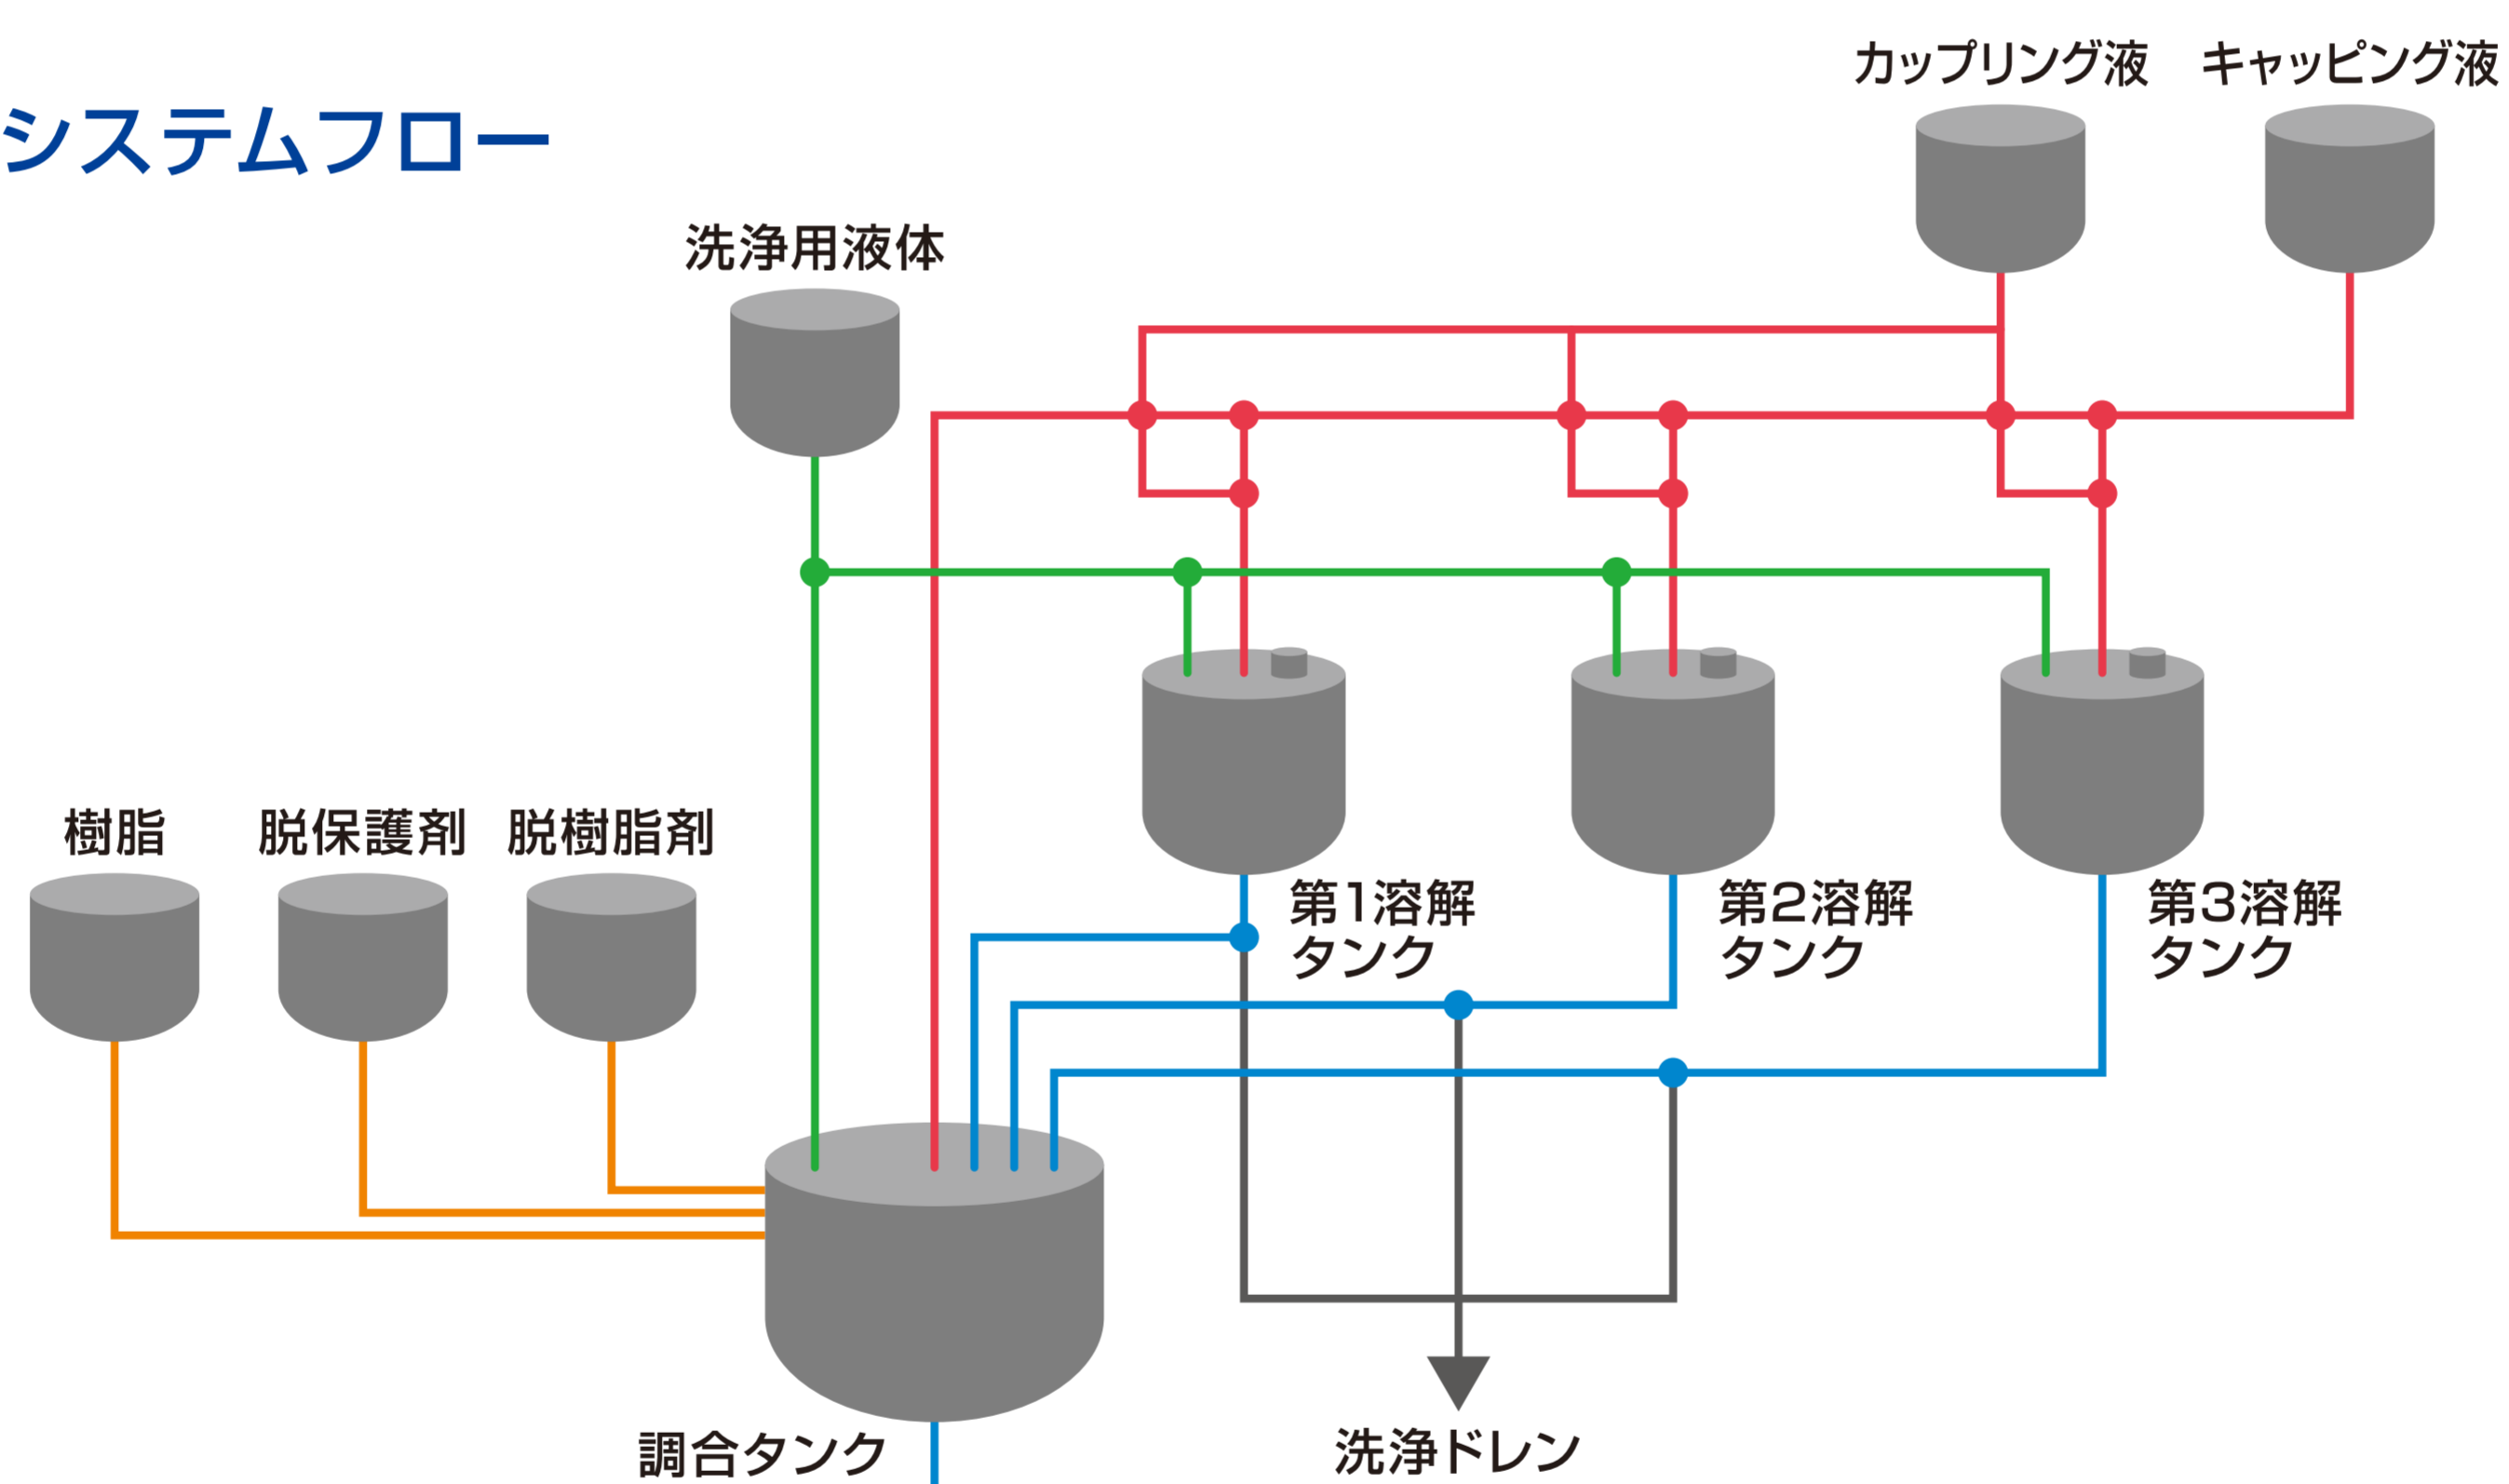 システムフロー
カップリング液
キャッピング液
洗浄用液体
樹脂
脱保護剤
脱樹脂剤
第1溶解
タンク
第2溶解
タンク
第3溶解
タンク
調合タンク
洗浄ドレン